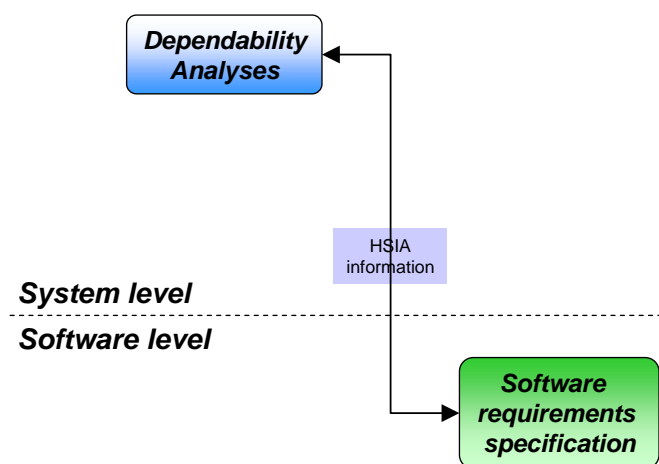 Dependability
Analyses
HSIA
information
System level
Software level
Software
requirements
specification